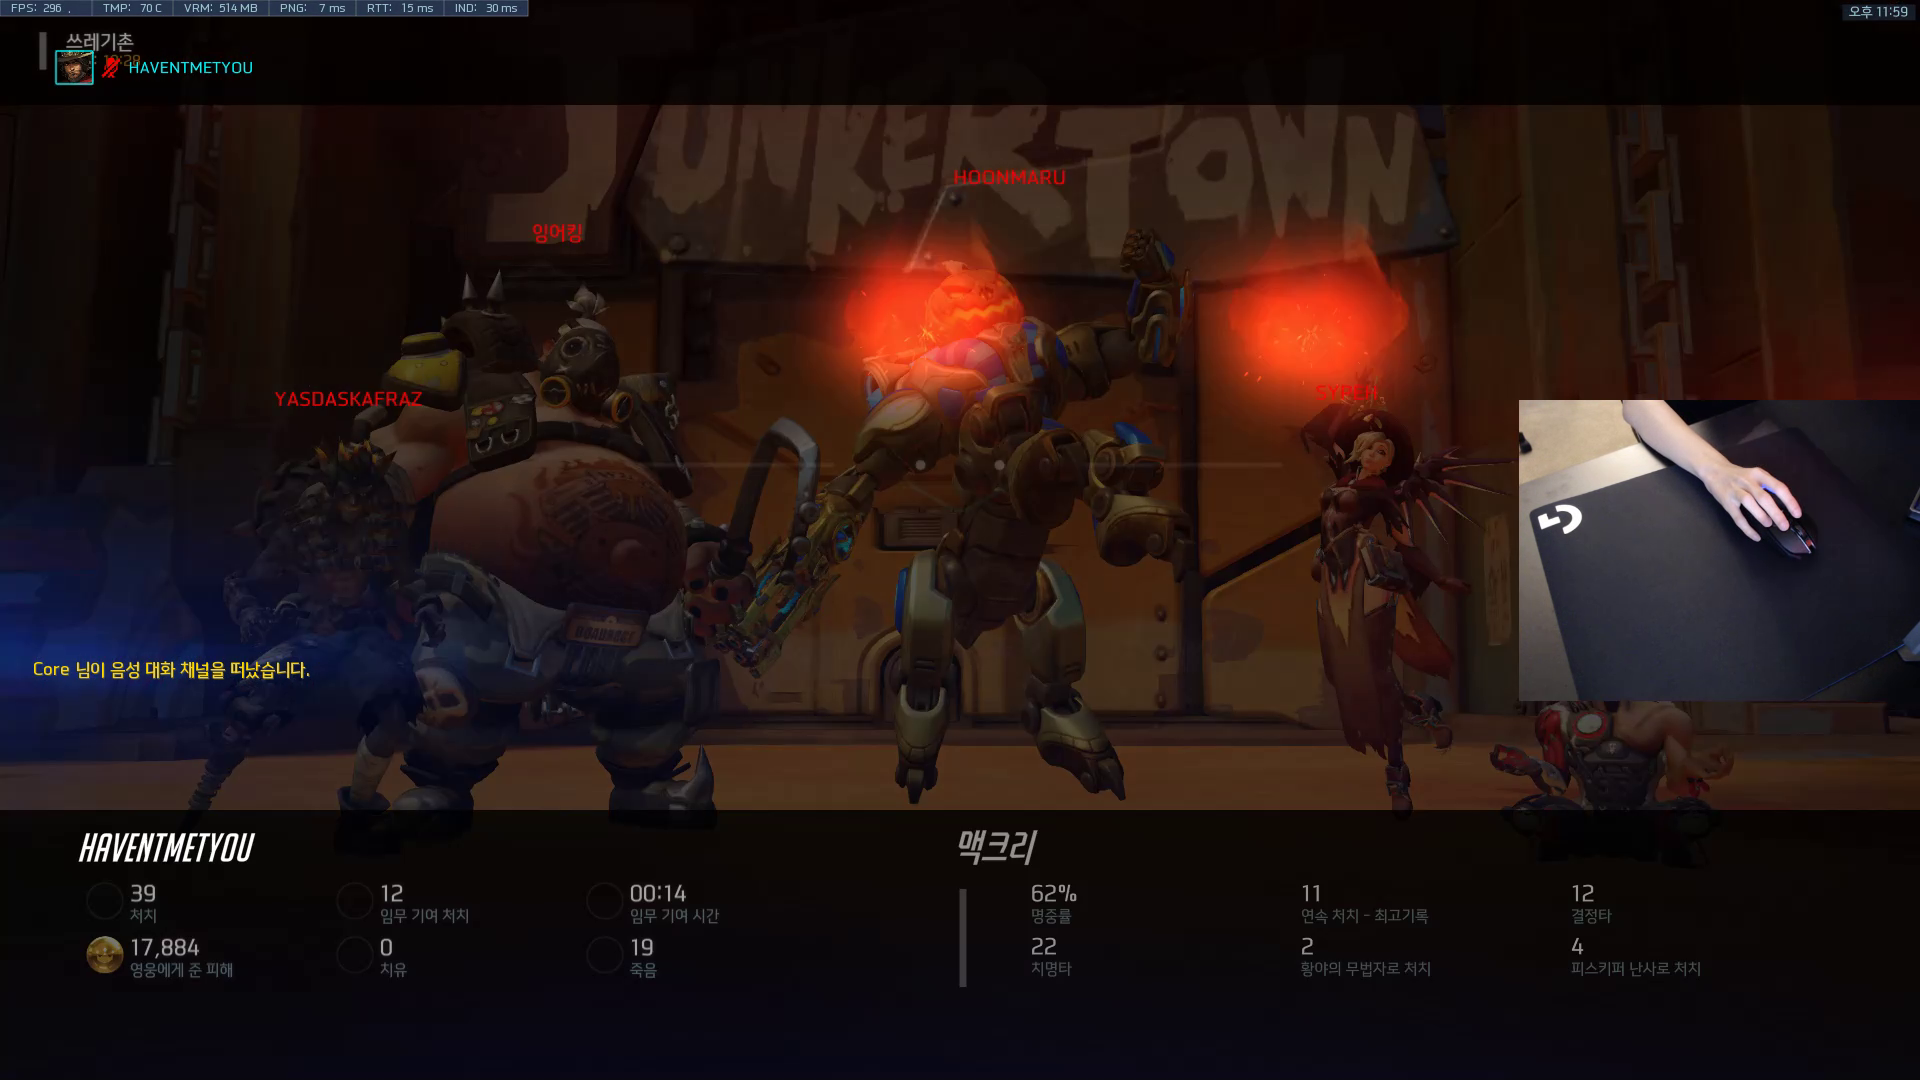 FPS: 296 .
TMP: 70 C
VRM: 514 MB
PNG: 7 ms
RTT: 15 ms
IND: 30 ms
오후 11:59
쓰레기촌
HAVENTMETYOU
JUNKERTOWN
HOONMARU
잉어킹
YASDASKAFRAZ
Core 님이 음성 대화 채널을 떠났습니다.
HAVENTMETYOU
맥크리
39
처치
12
임무 기여 처치
00:14
임무 기여 시간
62%
명중률
11
연속 처치 - 최고기록
12
결정타
17,884
영웅에게 준 피해
0
치유
19
죽음
22
치명타
2
황야의 무법자로 처치
4
피스키퍼 난사로 처치